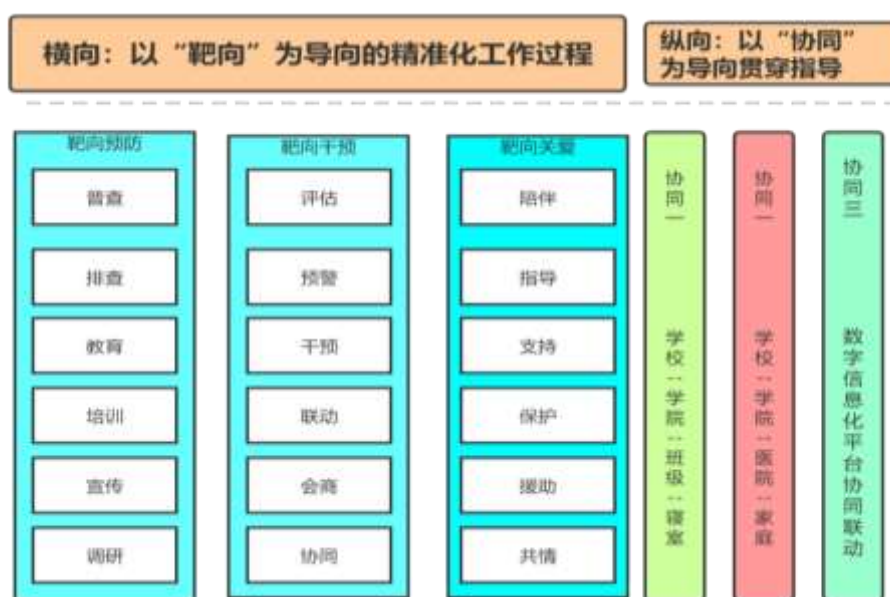 横向：以“靶向”为导向的精准化工作过程
纵向：以“协同”
为导向贯穿指导
靶向预防
普查
排查
教育
培训
宣传
调研
靶向干预
评估
预警
干预
联动
会商
协同
靶向关爱
陪伴
指导
支持
保护
援助
共情
协同一 学校--学院--班级--寝室
协同一 学校--学院--医院--家庭
协同三 数字信息化平台协同联动